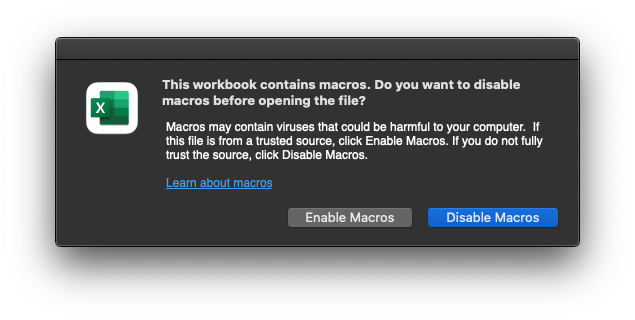 This workbook contains macros. Do you want to disable
macros before opening the file?
Macros may contain viruses that could be harmful to your computer.  If
this file is from a trusted source, click Enable Macros. If you do not fully
trust the source, click Disable Macros.
Learn about macros
Enable Macros
Disable Macros
X